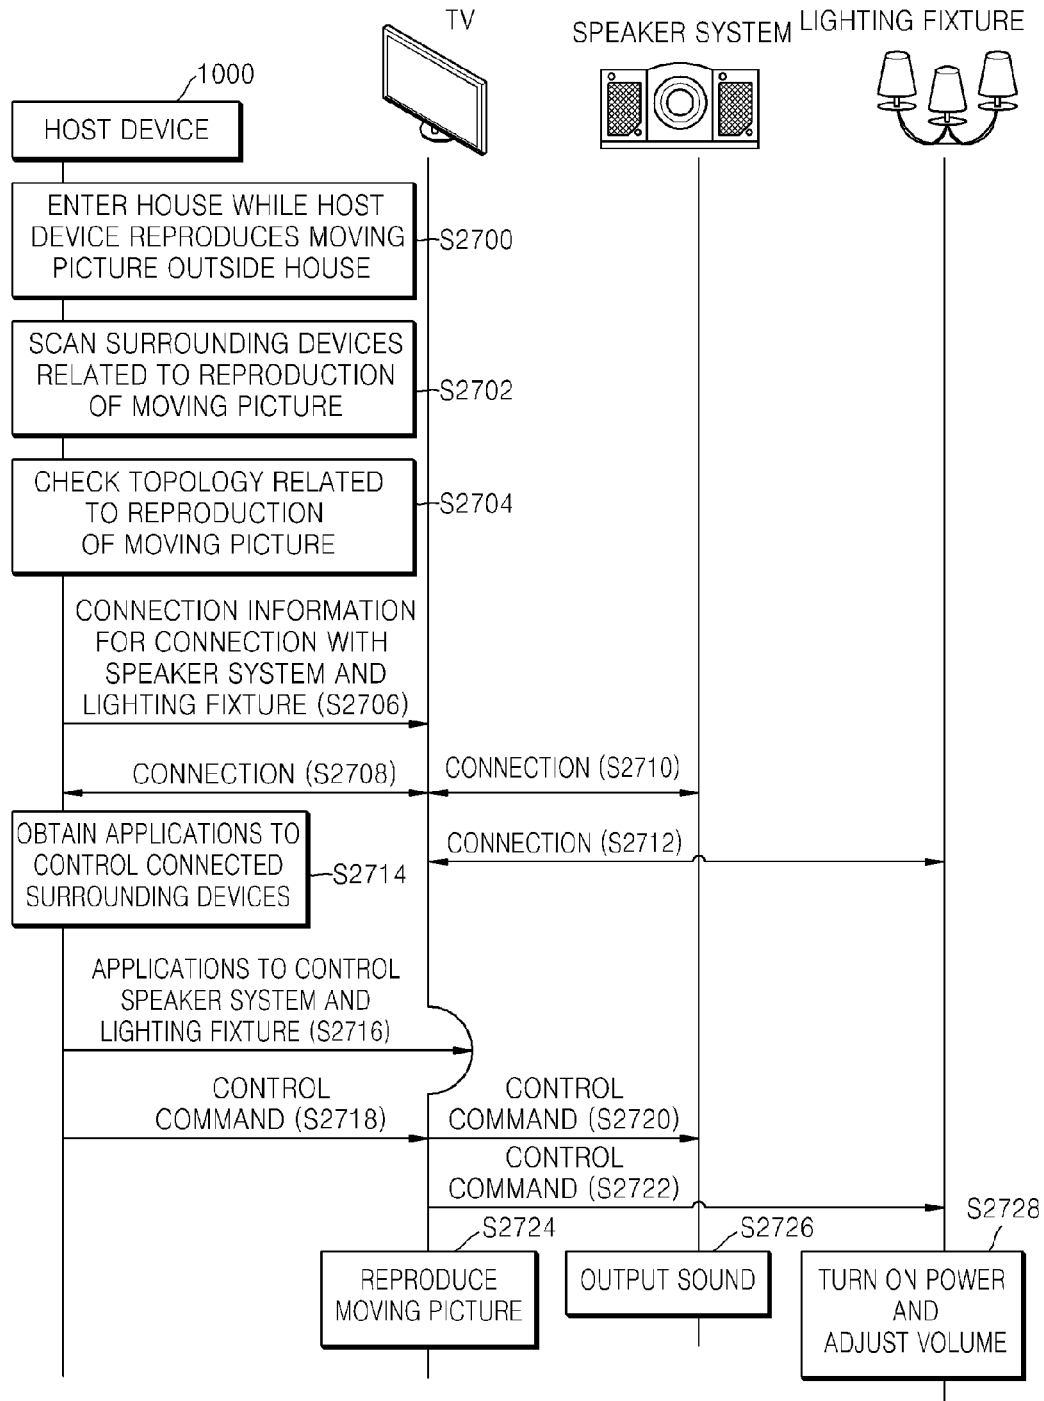 TV
SPEAKER SYSTEM
LIGHTING FIXTURE
1000
HOST DEVICE
ENTER HOUSE WHILE HOST
DEVICE REPRODUCES MOVING
PICTURE OUTSIDE HOUSE
S2700
SCAN SURROUNDING DEVICES
RELATED TO REPRODUCTION
OF MOVING PICTURE
S2702
CHECK TOPOLOGY RELATED
TO REPRODUCTION
OF MOVING PICTURE
S2704
CONNECTION INFORMATION
FOR CONNECTION WITH
SPEAKER SYSTEM AND
LIGHTING FIXTURE (S2706)
CONNECTION (S2708)
CONNECTION (S2710)
OBTAIN APPLICATIONS TO
CONTROL CONNECTED
SURROUNDING DEVICES
S2714
CONNECTION (S2712)
APPLICATIONS TO CONTROL
SPEAKER SYSTEM AND
LIGHTING FIXTURE (S2716)
CONTROL
COMMAND (S2718)
CONTROL
COMMAND (S2720)
CONTROL
COMMAND (S2722)
S2724
S2726
S2728
REPRODUCE
MOVING PICTURE
OUTPUT SOUND
TURN ON POWER
AND
ADJUST VOLUME